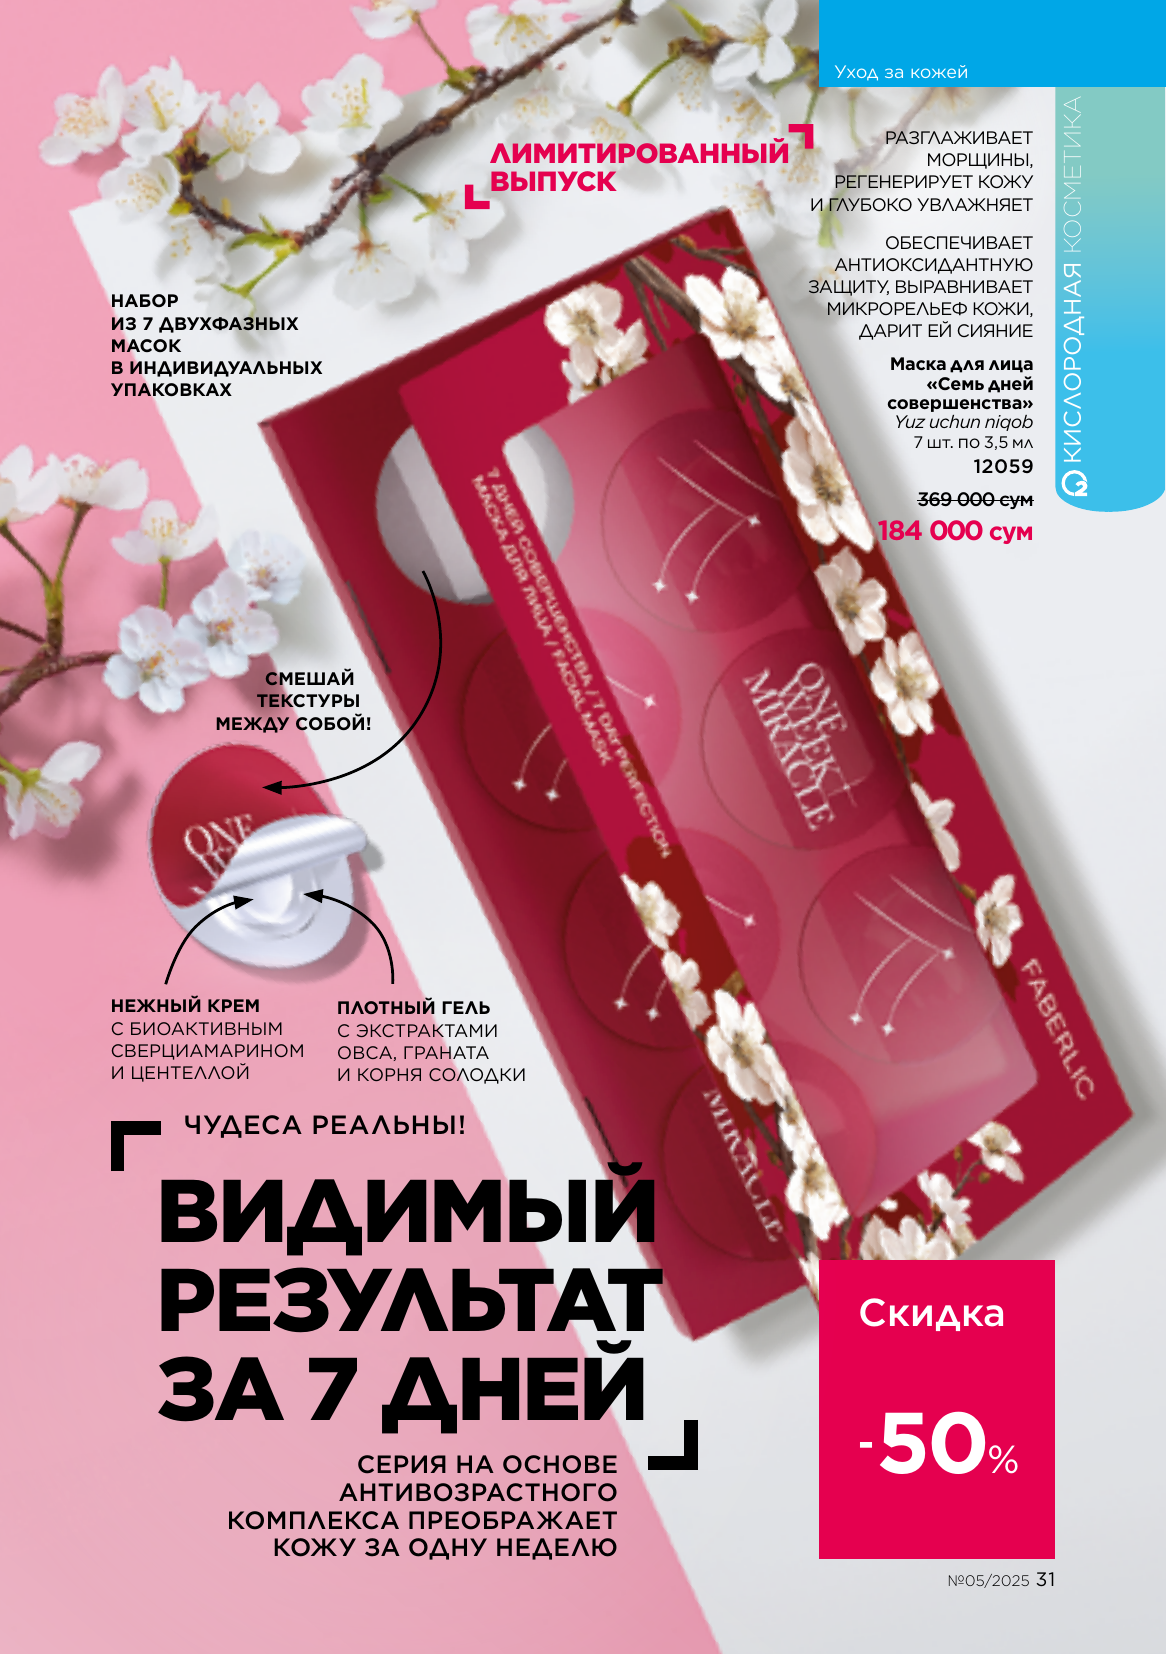 Уход за кожей
КИСЛОРОДНАЯ КОСМЕТИКА
O2
ЛИМИТИРОВАННЫЙ
ВЫПУСК
РАЗГЛАЖИВАЕТ
МОРЩИНЫ,
РЕГЕНЕРИРУЕТ КОЖУ
И ГЛУБОКО УВЛАЖНЯЕТ
ОБЕСПЕЧИВАЕТ
АНТИОКСИДАНТНУЮ
ЗАЩИТУ, ВЫРАВНИВАЕТ
МИКРОРЕЛЬЕФ КОЖИ,
ДАРИТ ЕЙ СИЯНИЕ
Маска для лица
«Семь дней
совершенства»
Yuz uchun niqob
7 шт. по 3,5 мл
12059
369 000 сум
184 000 сум
НАБОР
ИЗ 7 ДВУХФАЗНЫХ
МАСОК
В ИНДИВИДУАЛЬНЫХ
УПАКОВКАХ
7 ДНЕЙ СОВЕРШЕНСТВА / 7 DAY PERFECTION
МАСКА ДЛЯ ЛИЦА / FACIAL MASK
ONE
WEEK
MIRACLE
FABERLIC
MIRACLE
СМЕШАЙ
ТЕКСТУРЫ
МЕЖДУ СОБОЙ!
ONE
НЕЖНЫЙ КРЕМ
С БИОАКТИВНЫМ
СВЕРЦИАМАРИНОМ
И ЦЕНТЕЛЛОЙ
ПЛОТНЫЙ ГЕЛЬ
С ЭКСТРАКТАМИ
ОВСА, ГРАНАТА
И КОРНЯ СОЛОДКИ
ЧУДЕСА РЕАЛЬНЫ!
ВИДИМЫЙ
РЕЗУЛЬТАТ
ЗА 7 ДНЕЙ
СЕРИЯ НА ОСНОВЕ
АНТИВОЗРАСТНОГО
КОМПЛЕКСА ПРЕОБРАЖАЕТ
КОЖУ ЗА ОДНУ НЕДЕЛЮ
Скидка
-50%
№05/2025 31